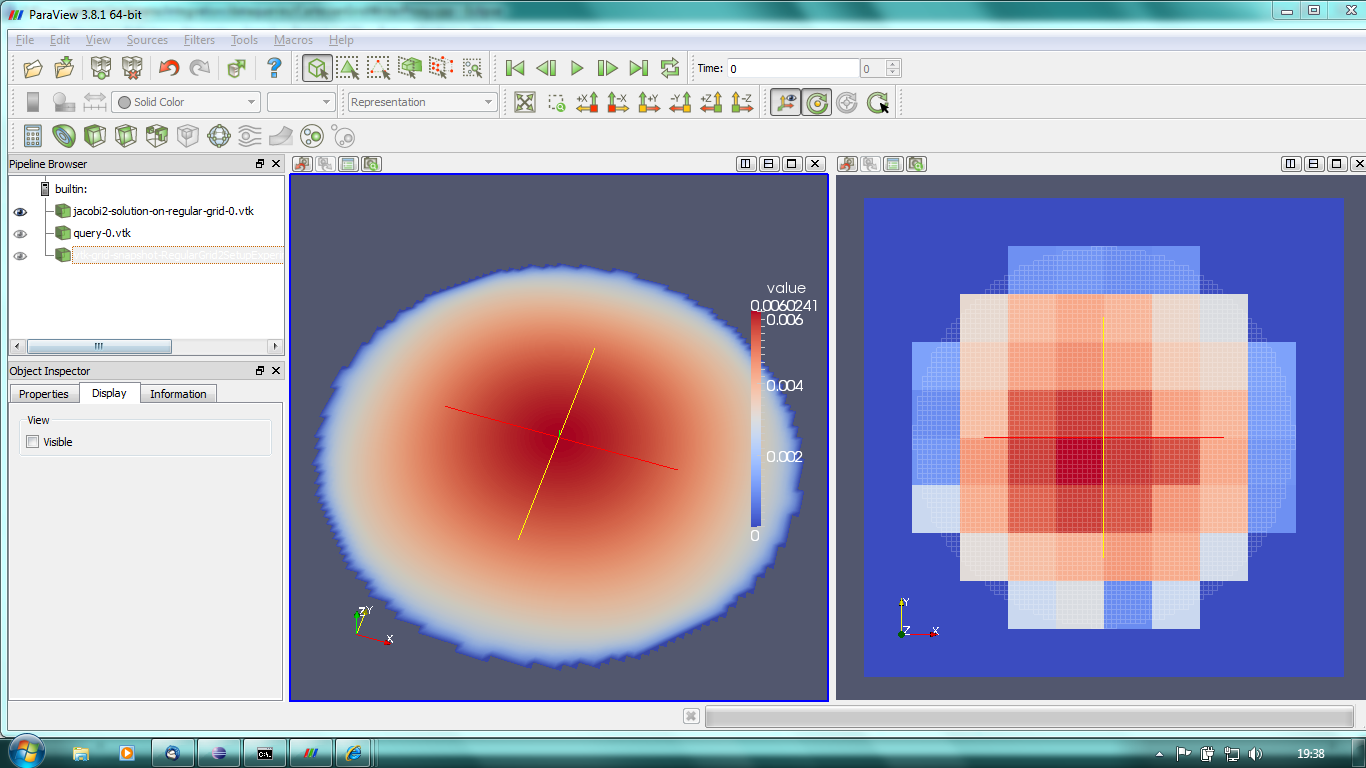 ParaView 3.8.1 64-bit
File Edit View Sources Filters Tools Macros Help
Time: 0 0
Solid Color Representation +X -X +Y -Y +Z -Z
Pipeline Browser
builtin:
jacobi2-solution-on-regular-grid-0.vtk
query-0.vtk
Object Inspector
Properties Display Information
View
Visible
value
0.0060241
0.006
0.004
0.002
0
ZY
X
Y
Z X
C:\.
19:38